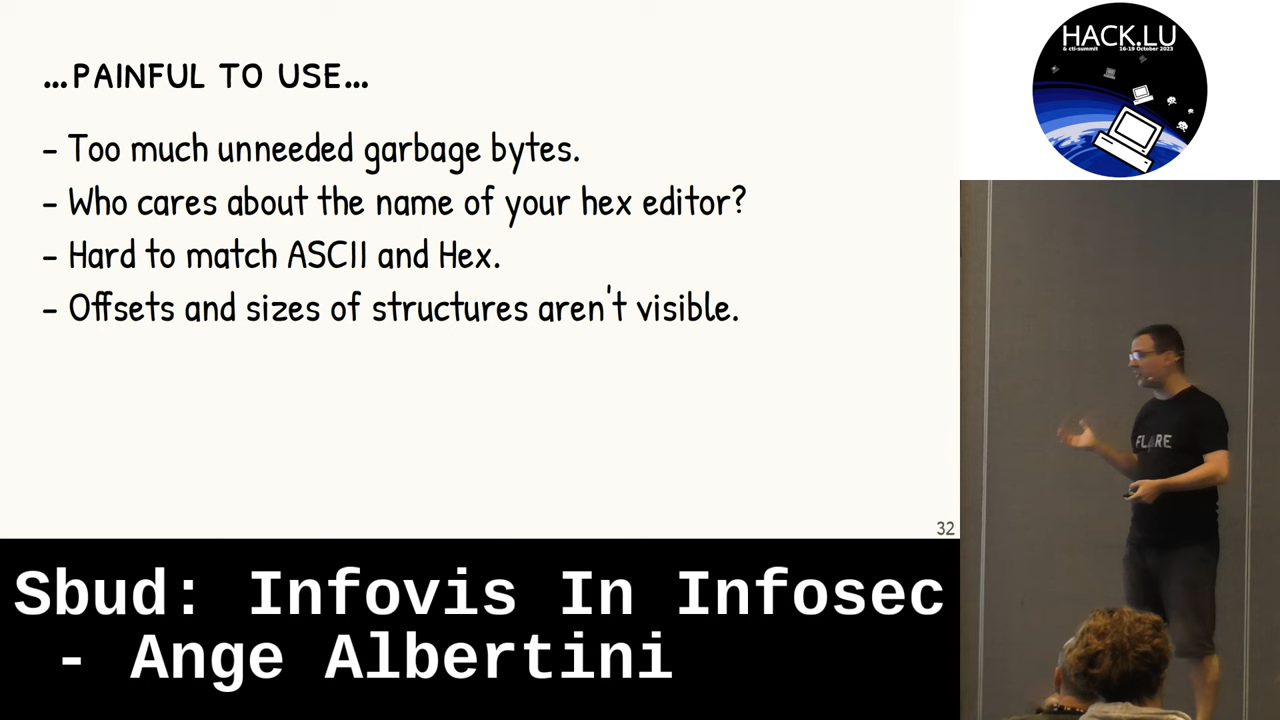 ...PAINFUL TO USE...
- Too much unneeded garbage bytes.
- Who cares about the name of your hex editor?
- Hard to match ASCII and Hex.
- Offsets and sizes of structures aren't visible.
32
HACK.LU
& cti-summit 16-19 October 2023
FLARE
Sbud: Infovis In Infosec
- Ange Albertini